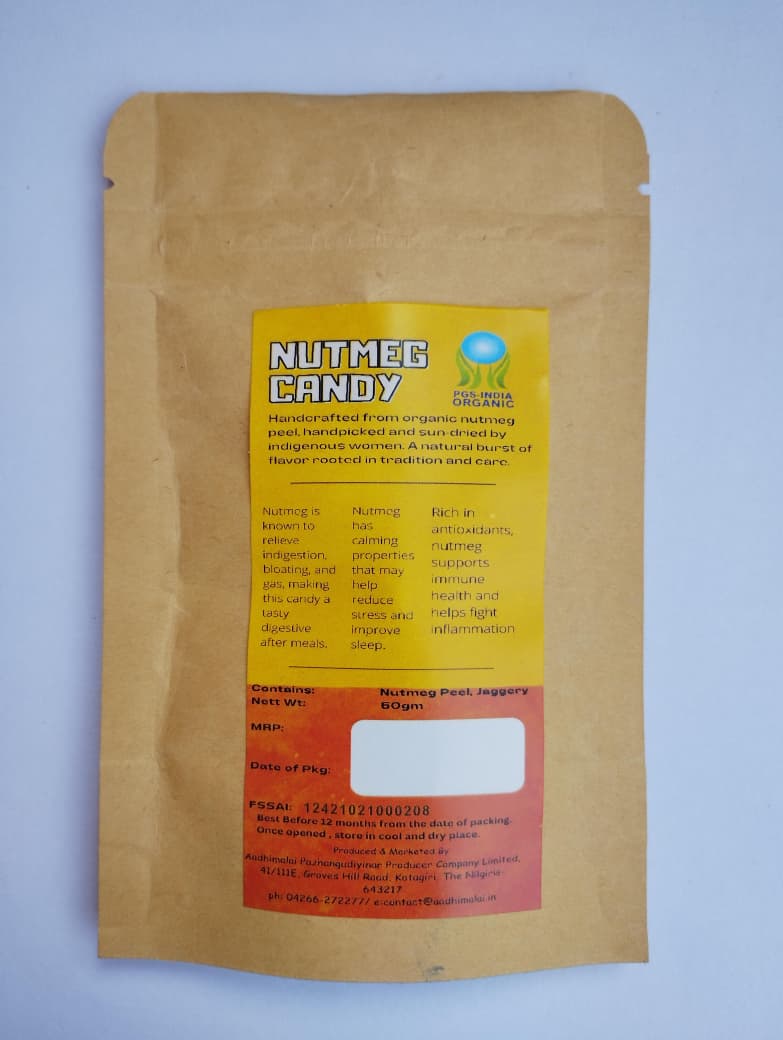 NUTMEG
CANDY
PGS-INDIA
ORGANIC
Handcrafted from organic nutmeg
peel, handpicked and sun-dried by
indigenous women. A natural burst of
flavor rooted in tradition and care.
Nutmeg is
known to
relieve
indigestion,
bloating, and
gas, making
this candy a
tasty
digestive
after meals.
Nutmeg
has
calming
properties
that may
help
reduce
stress and
improve
sleep.
Rich in
antioxidants,
nutmeg
supports
immune
health and
helps fight
inflammation
Contains: Nutmeg Peel, Jaggery
Nett Wt: 50gm
MRP:
Date of Pkg:
FSSAI: 12421021000208
Best Before 12 months from the date of packing.
Once opened , store in cool and dry place.
Produced & Marketed By
Aadhimalai Pazhangudiyinar Producer Company Limited,
41/111E, Groves Hill Road, Kotagiri, The Nilgiris-
643217
ph: 04266-272277/ e:contact@aadhimalai.in